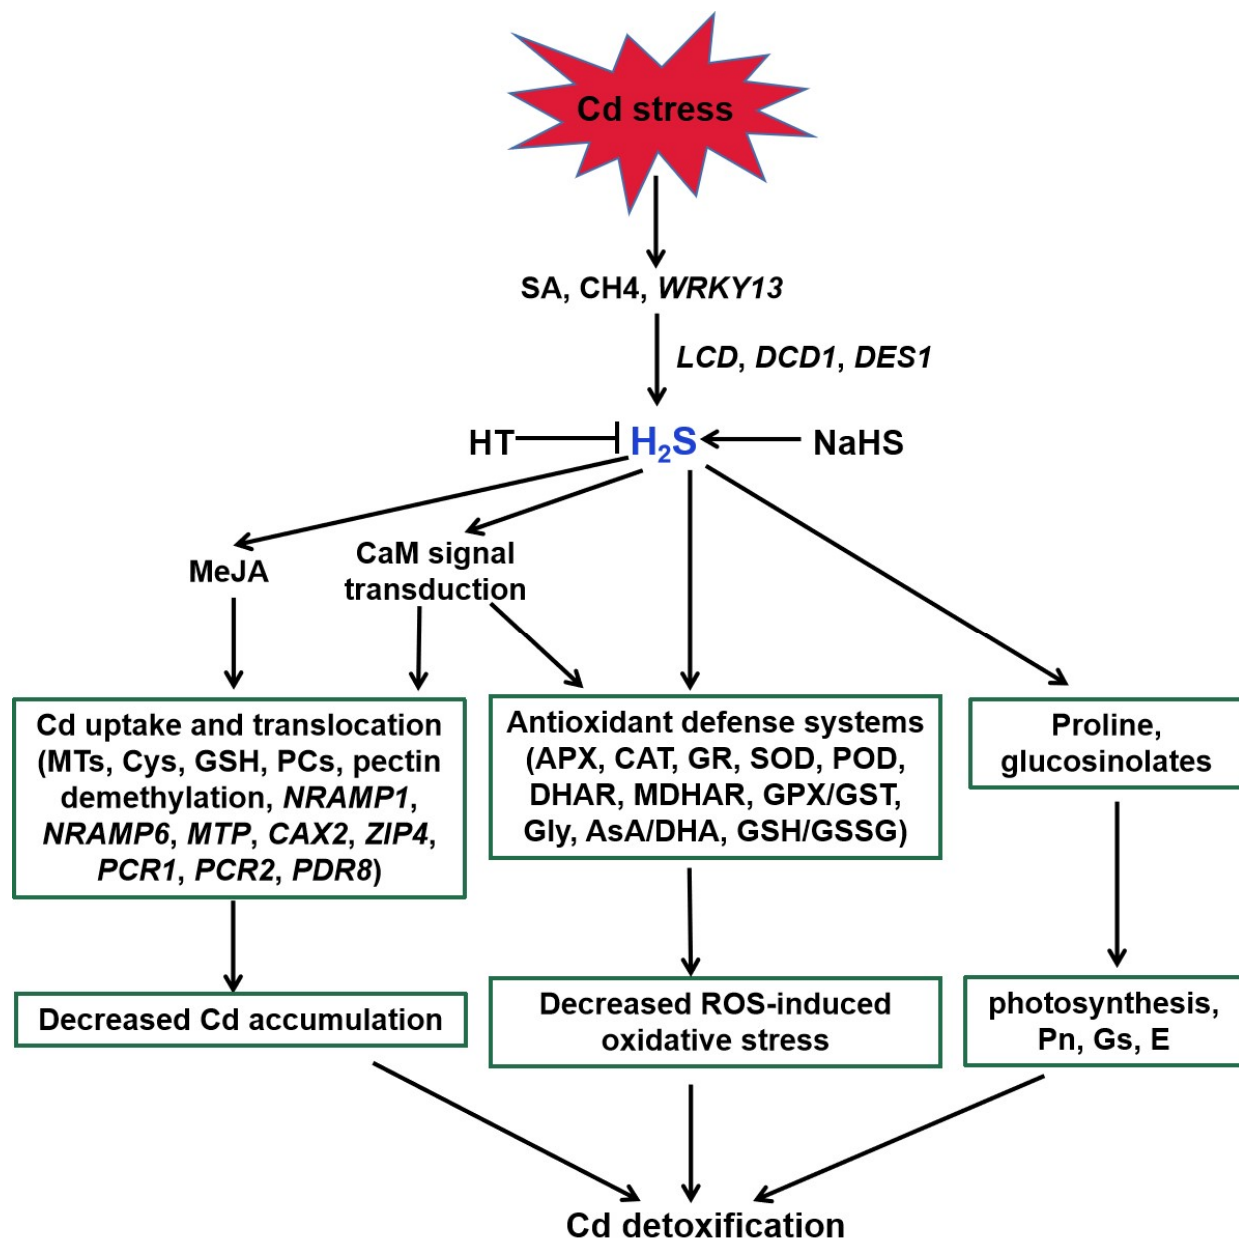 Cd stress
SA, CH4, WRKY13
LCD, DCD1, DES1
HT
H₂S
NaHS
MeJA
CaM signal
transduction
Cd uptake and translocation
(MTs, Cys, GSH, PCs, pectin
demethylation, NRAMP1,
NRAMP6, MTP, CAX2, ZIP4,
PCR1, PCR2, PDR8)
Antioxidant defense systems
(APX, CAT, GR, SOD, POD,
DHAR, MDHAR, GPX/GST,
Gly, AsA/DHA, GSH/GSSG)
Proline,
glucosinolates
Decreased Cd accumulation
Decreased ROS-induced
oxidative stress
photosynthesis,
Pn, Gs, E
Cd detoxification